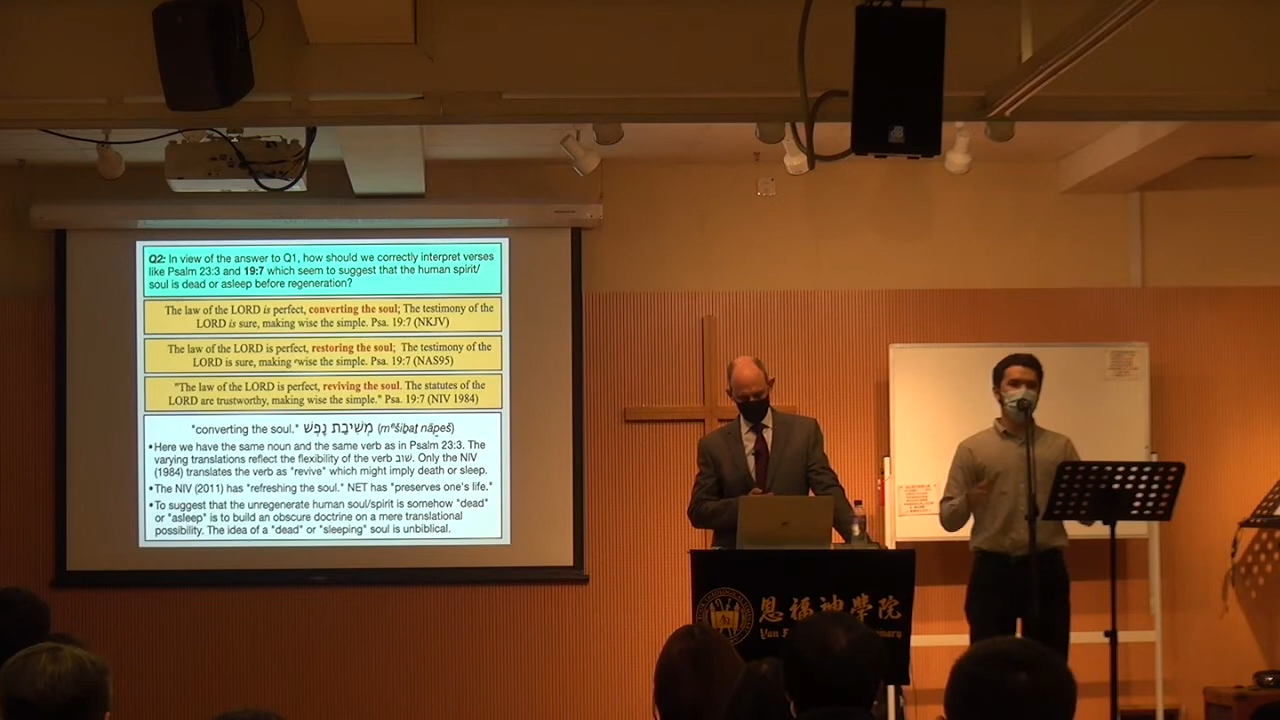 Q2: In view of the answer to Q1, how should we correctly interpret verses
like Psalm 23:3 and 19:7 which seem to suggest that the human spirit/
soul is dead or asleep before regeneration?
The law of the LORD is perfect, converting the soul; The testimony of the
LORD is sure, making wise the simple. Psa. 19:7 (NKJV)
The law of the LORD is perfect, restoring the soul; The testimony of the
LORD is sure, making wise the simple. Psa. 19:7 (NAS95)
"The law of the LORD is perfect, reviving the soul. The statutes of the
LORD are trustworthy, making wise the simple." Psa. 19:7 (NIV 1984)
"converting the soul." מְשִׁיבַת נָפֶשׁ (mᵉšîḇaṯ nāp̄eš)
•Here we have the same noun and the same verb as in Psalm 23:3. The
varying translations reflect the flexibility of the verb שׁוּב. Only the NIV
(1984) translates the verb as "revive" which might imply death or sleep.
•The NIV (2011) has "refreshing the soul." NET has "preserves one's life."
•To suggest that the unregenerate human soul/spirit is somehow "dead"
or "asleep" is to build an obscure doctrine on a mere translational
possibility. The idea of a "dead" or "sleeping" soul is unbiblical.
恩福神學院
Yan